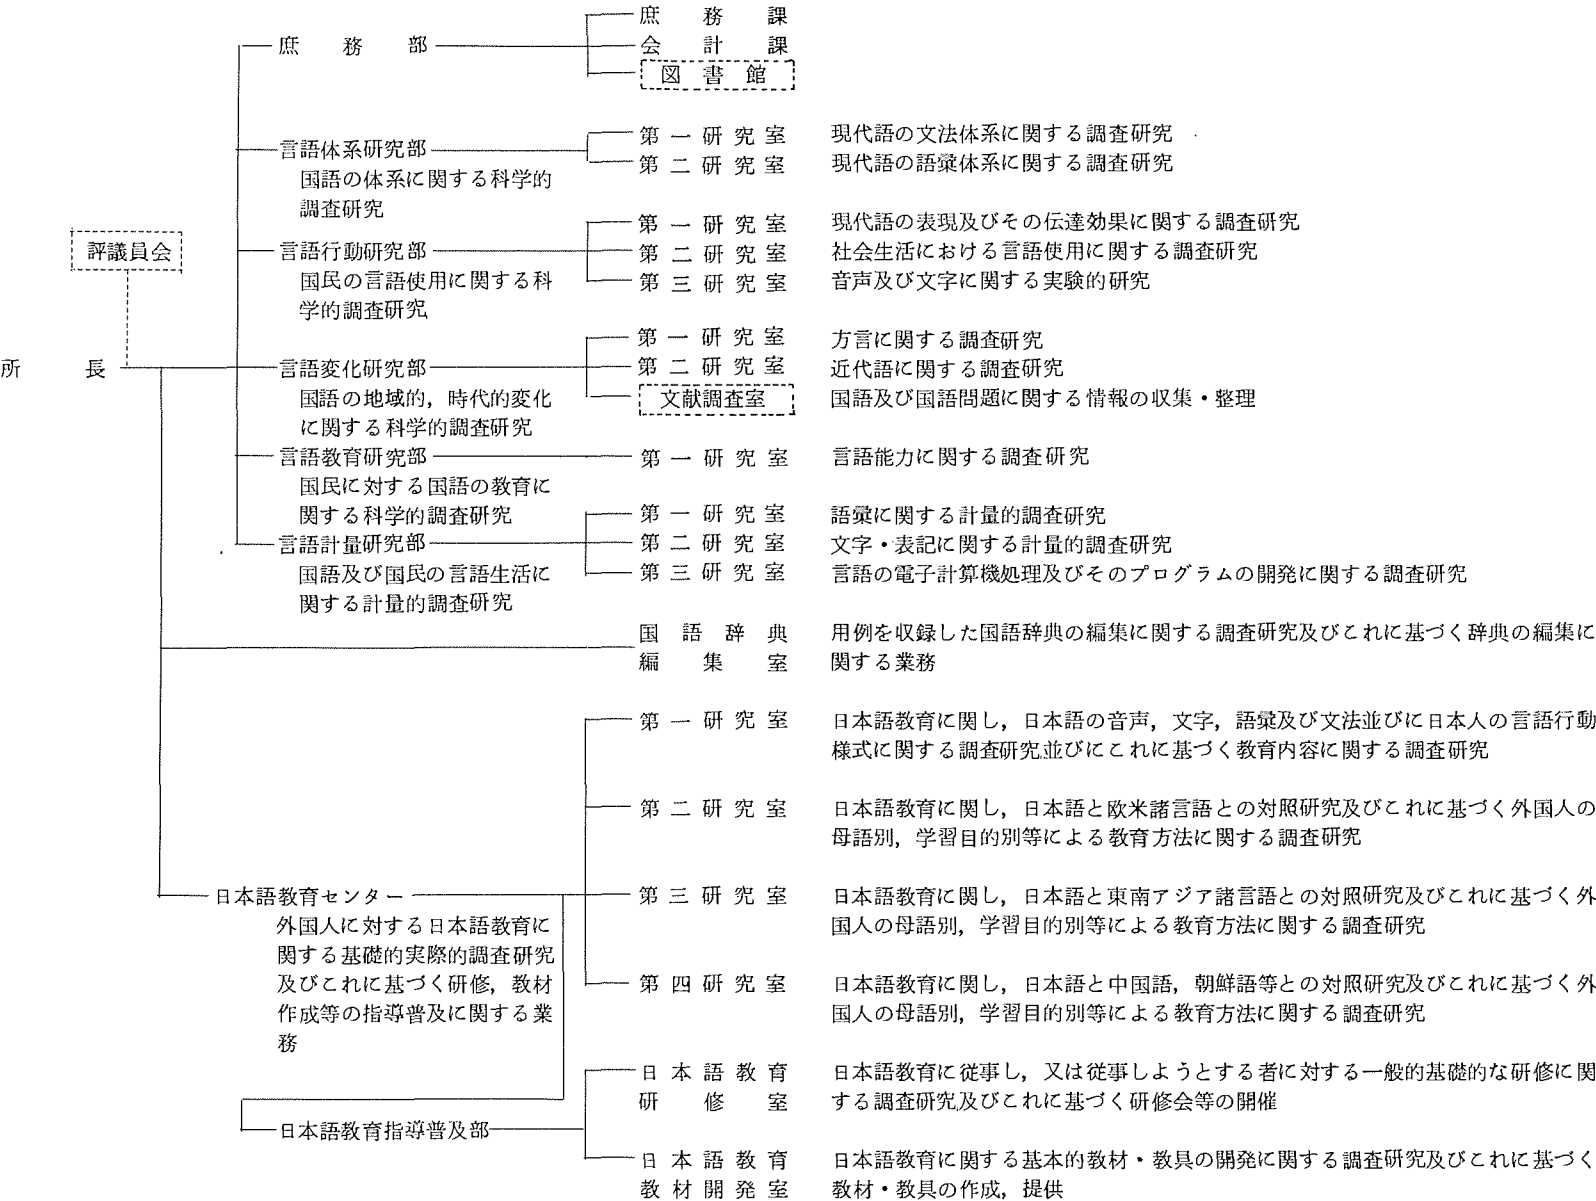 庶務課
庶務部
会計課
図書館
言語体系研究部
国語の体系に関する科学的
調査研究
第一研究室 現代語の文法体系に関する調査研究
第二研究室 現代語の語彙体系に関する調査研究
評議員会
所長
言語行動研究部
国民の言語使用に関する科
学的調査研究
第一研究室 現代語の表現及びその伝達効果に関する調査研究
第二研究室 社会生活における言語使用に関する調査研究
第三研究室 音声及び文字に関する実験的研究
言語変化研究部
国語の地域的，時代的変化
に関する科学的調査研究
第一研究室 方言に関する調査研究
第二研究室 近代語に関する調査研究
文献調査室 国語及び国語問題に関する情報の収集・整理
言語教育研究部
国民に対する国語の教育に
関する科学的調査研究
第一研究室 言語能力に関する調査研究
言語計量研究部
国語及び国民の言語生活に
関する計量的調査研究
第一研究室 語彙に関する計量的調査研究
第二研究室 文字・表記に関する計量的調査研究
第三研究室 言語の電子計算機処理及びそのプログラムの開発に関する調査研究
国語辞典 用例を収録した国語辞典の編集に関する調査研究及びこれに基づく辞典の編集に
編集室 関する業務
日本語教育センター
外国人に対する日本語教育に
関する基礎的実際的調査研究
及びこれに基づく研修，教材
作成等の指導普及に関する業
務
第一研究室 日本語教育に関し，日本語の音声，文字，語彙及び文法並びに日本人の言語行動
様式に関する調査研究並びにこれに基づく教育内容に関する調査研究
第二研究室 日本語教育に関し，日本語と欧米諸言語との対照研究及びこれに基づく外国人の
母語別，学習目的別等による教育方法に関する調査研究
第三研究室 日本語教育に関し，日本語と東南アジア諸言語との対照研究及びこれに基づく外
国人の母語別，学習目的別等による教育方法に関する調査研究
第四研究室 日本語教育に関し，日本語と中国語，朝鮮語等との対照研究及びこれに基づく外
国人の母語別，学習目的別等による教育方法に関する調査研究
日本語教育指導普及部
日本語教育 日本語教育に従事し，又は従事しようとする者に対する一般的基礎的な研修に関
研修室 する調査研究及びこれに基づく研修会等の開催
日本語教育 日本語教育に関する基本的教材・教具の開発に関する調査研究及びこれに基づく
教材開発室 教材・教具の作成，提供